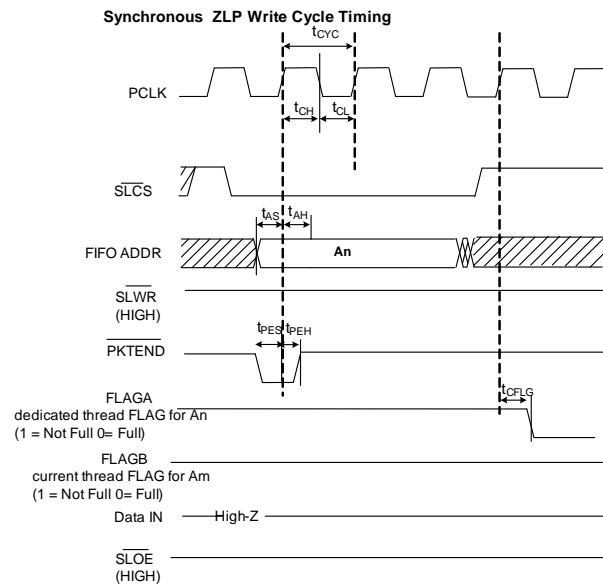 Synchronous ZLP Write Cycle Timing
tCYC
PCLK
tCH
tCL
SLCS
tAS
tAH
FIFO ADDR
An
SLWR
(HIGH)
tPES
tPEH
PKTEND
FLAGA
dedicated thread FLAG for An
(1 = Not Full 0= Full)
tCFLG
FLAGB
current thread FLAG for Am
(1 = Not Full 0= Full)
Data IN
High-Z
SLOE
(HIGH)